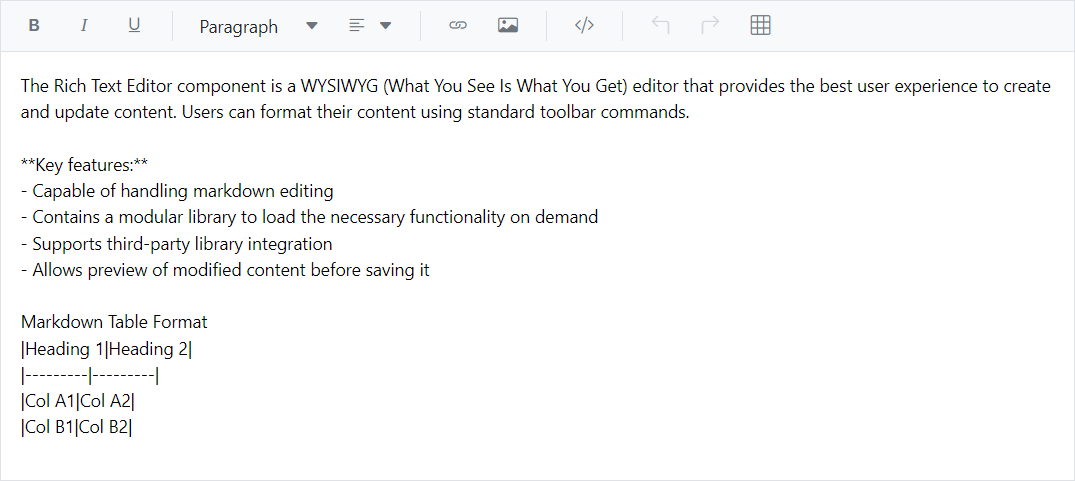 B I U Paragraph
The Rich Text Editor component is a WYSIWYG (What You See Is What You Get) editor that provides the best user experience to create
and update content. Users can format their content using standard toolbar commands.
**Key features:**
- Capable of handling markdown editing
- Contains a modular library to load the necessary functionality on demand
- Supports third-party library integration
- Allows preview of modified content before saving it
Markdown Table Format
|Heading 1|Heading 2|
|---------|---------|
|Col A1|Col A2|
|Col B1|Col B2|